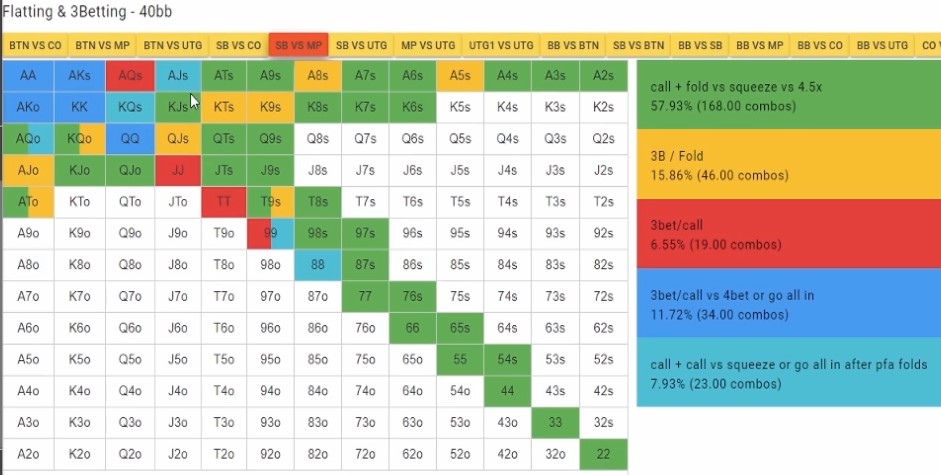 Flatting & 3Betting - 40bb
BTN VS CO BTN VS MP BTN VS UTG SB VS CO SB VS MP SB VS UTG MP VS UTG UTG1 VS UTG BB VS BTN SB VS BTN BB VS SB BB VS MP BB VS CO BB VS UTG CO V
AA AKs AQs AJs ATs A9s A8s A7s A6s A5s A4s A3s A2s
AKo KK KQs KJs KTs K9s K8s K7s K6s K5s K4s K3s K2s
AQo KQo QQ QJs QTs Q9s Q8s Q7s Q6s Q5s Q4s Q3s Q2s
AJo KJo QJo JJ JTs J9s J8s J7s J6s J5s J4s J3s J2s
ATo KTo QTo JTo TT T9s T8s T7s T6s T5s T4s T3s T2s
A9o K9o Q9o J9o T9o 99 98s 97s 96s 95s 94s 93s 92s
A8o K8o Q8o J8o T8o 98o 88 87s 86s 85s 84s 83s 82s
A7o K7o Q7o J7o T7o 97o 87o 77 76s 75s 74s 73s 72s
A6o K6o Q6o J6o T6o 96o 86o 76o 66 65s 64s 63s 62s
A5o K5o Q5o J5o T5o 95o 85o 75o 65o 55 54s 53s 52s
A4o K4o Q4o J4o T4o 94o 84o 74o 64o 54o 44 43s 42s
A3o K3o Q3o J3o T3o 93o 83o 73o 63o 53o 43o 33 32s
A2o K2o Q2o J2o T2o 92o 82o 72o 62o 52o 42o 32o 22
call + fold vs squeeze vs 4.5x
57.93% (168.00 combos)
3B / Fold
15.86% (46.00 combos)
3bet/call
6.55% (19.00 combos)
3bet/call vs 4bet or go all in
11.72% (34.00 combos)
call + call vs squeeze or go all in after pfa folds
7.93% (23.00 combos)